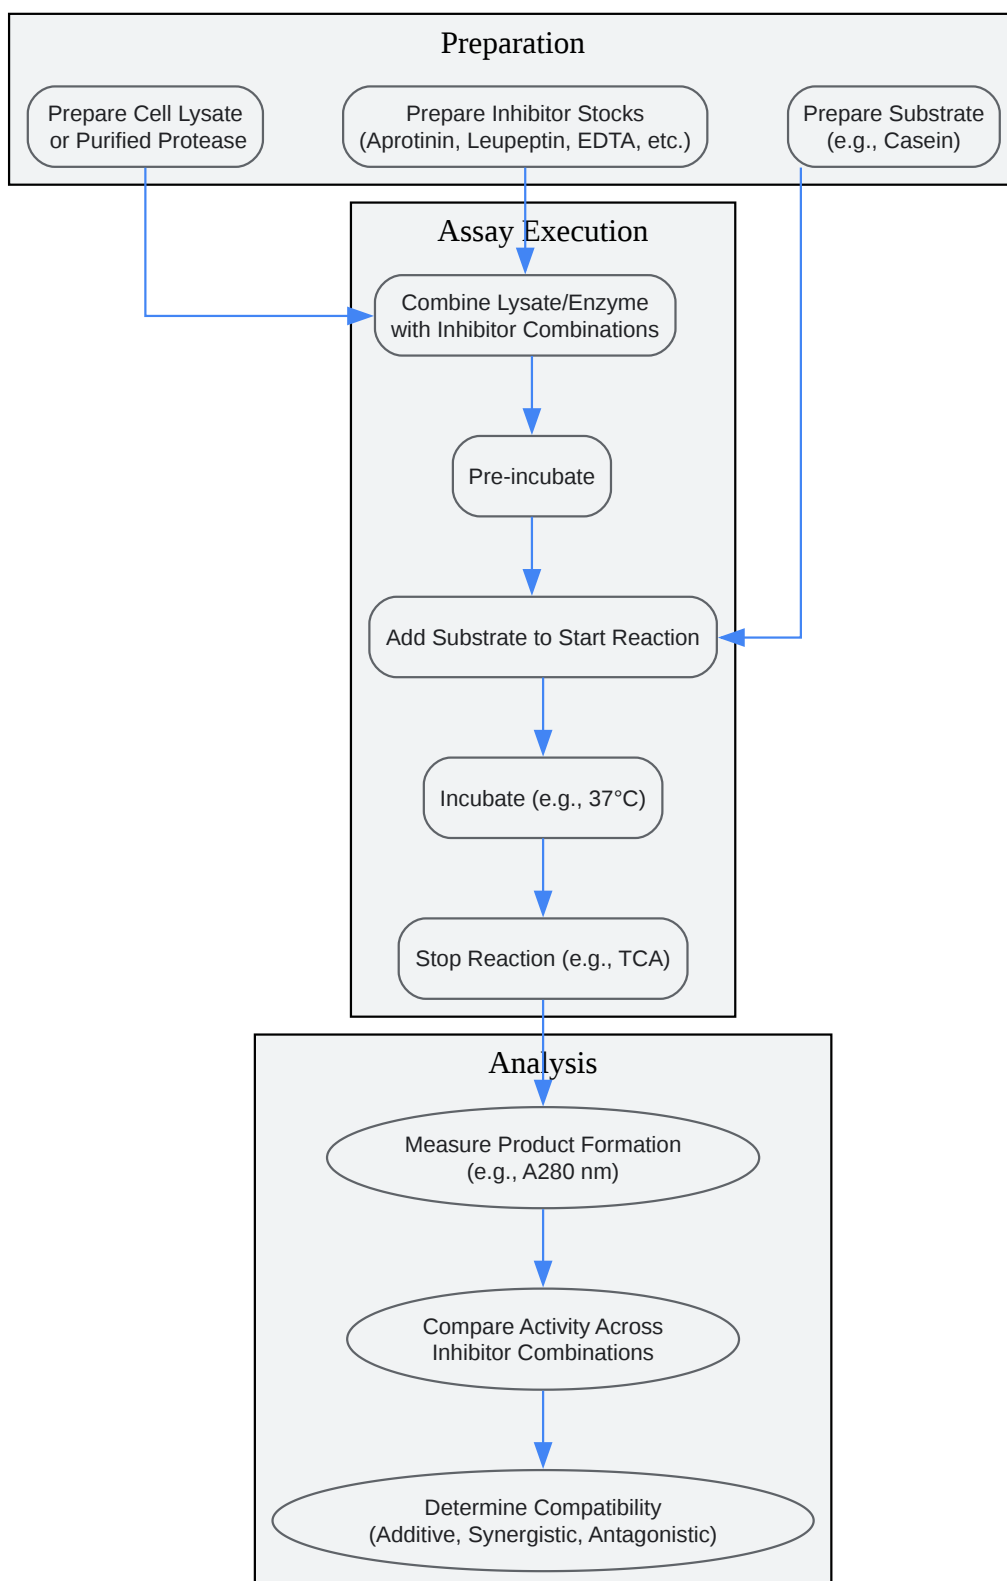 Preparation
Prepare Cell Lysate
or Purified Protease
Prepare Inhibitor Stocks
(Aprotinin, Leupeptin, EDTA, etc.)
Prepare Substrate
(e.g., Casein)
Assay Execution
Combine Lysate/Enzyme
with Inhibitor Combinations
Pre-incubate
Add Substrate to Start Reaction
Incubate (e.g., 37°C)
Stop Reaction (e.g., TCA)
Analysis
Measure Product Formation
(e.g., A280 nm)
Compare Activity Across
Inhibitor Combinations
Determine Compatibility
(Additive, Synergistic, Antagonistic)